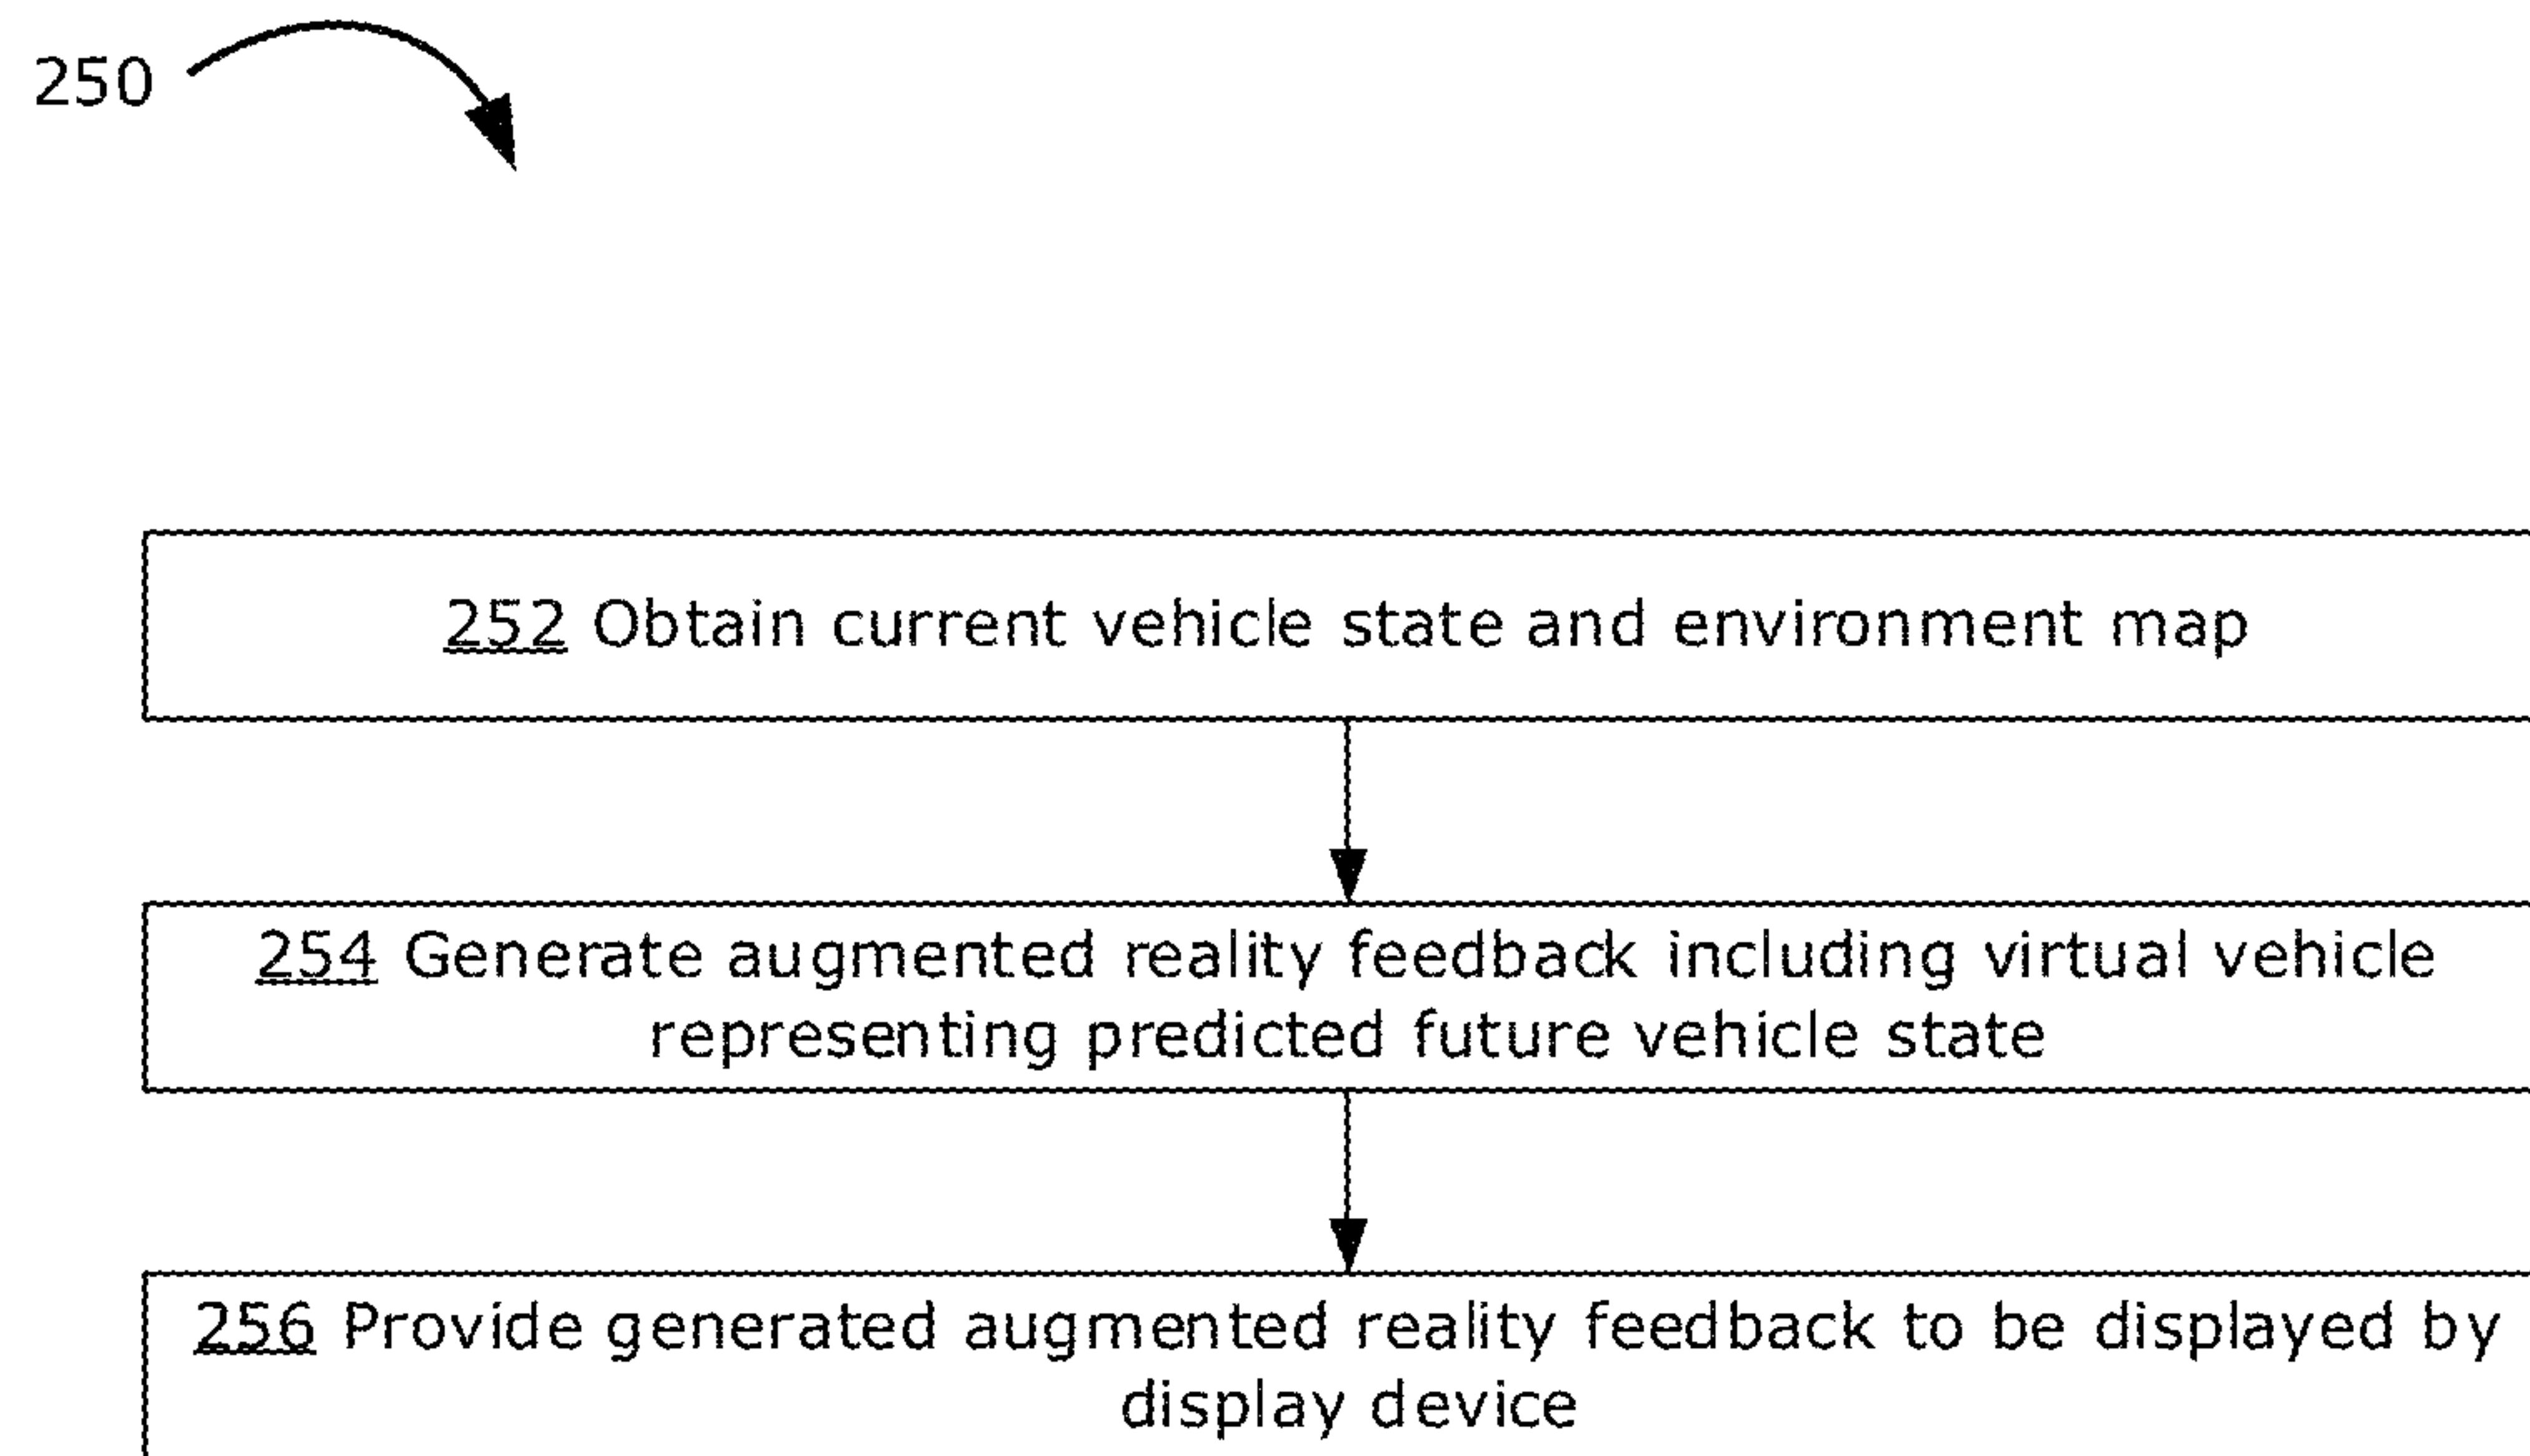 250
252 Obtain current vehicle state and environment map
254 Generate augmented reality feedback including virtual vehicle
representing predicted future vehicle state
256 Provide generated augmented reality feedback to be displayed by
display device